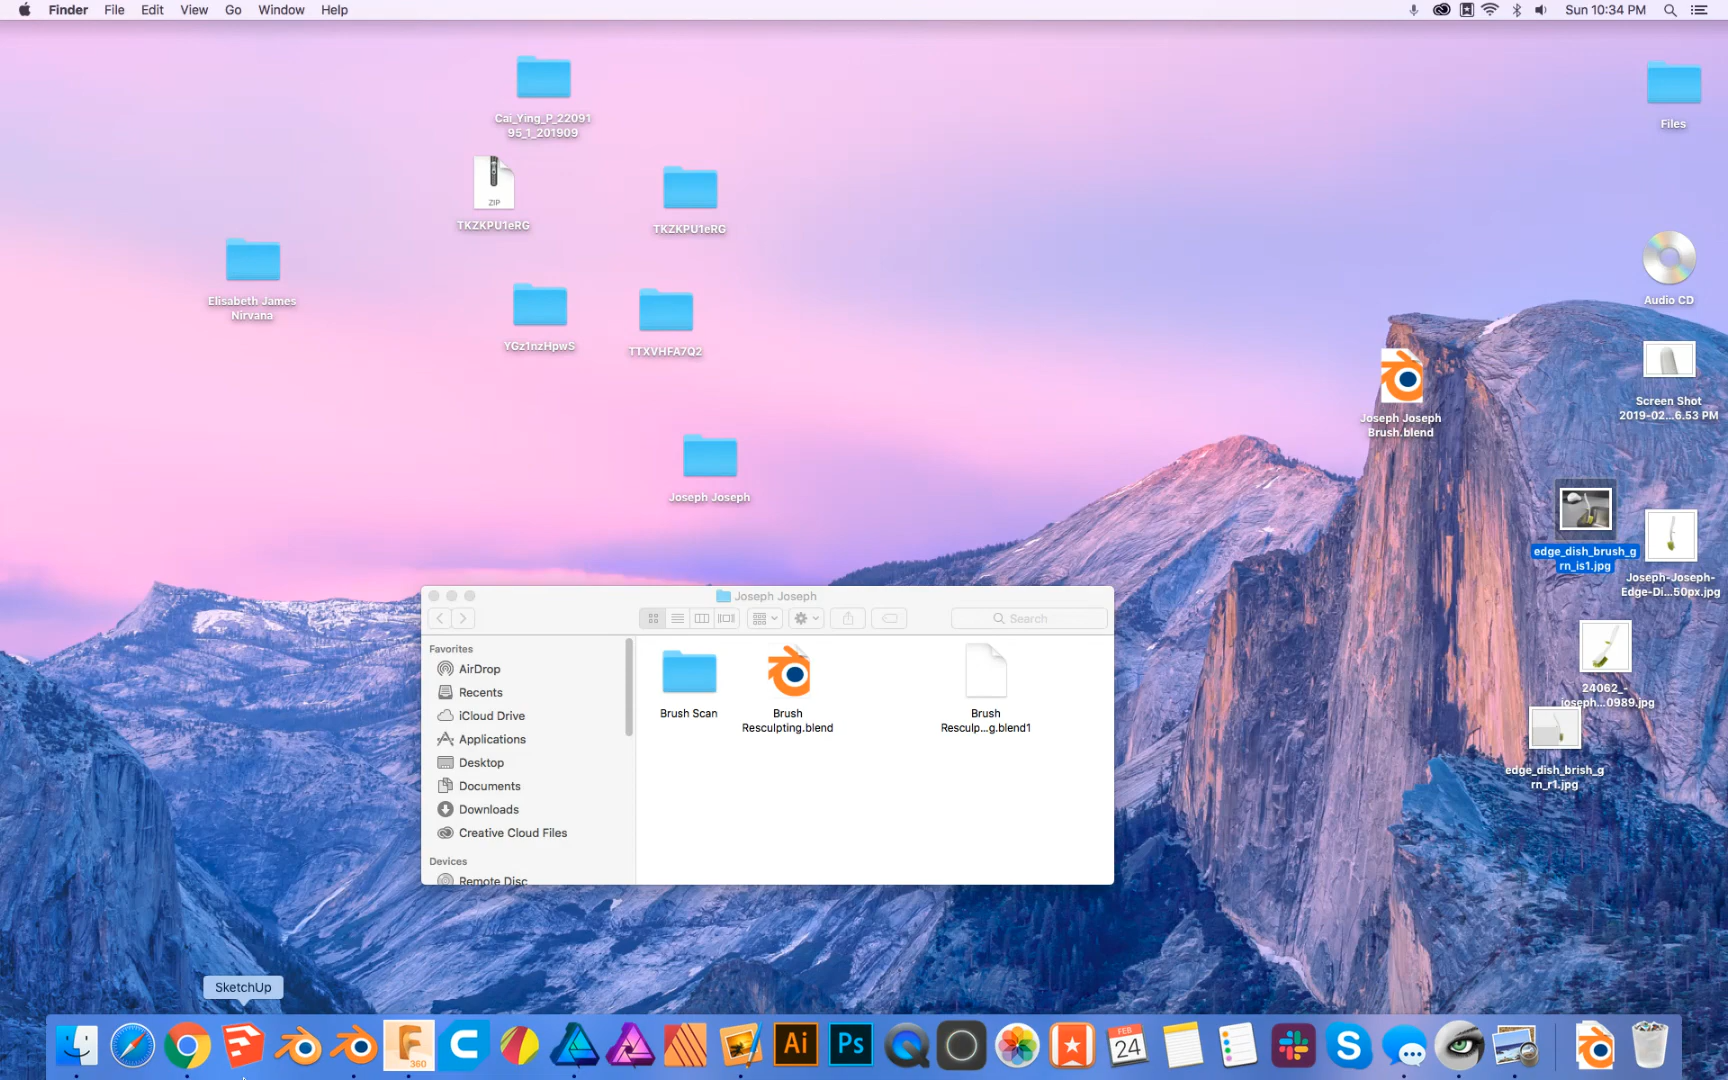 Finder File Edit View Go Window Help Sun 10:34 PM
Cai_Ying_P_22091
95_1_201909
Files
ZIP
TKZKPU1eRG
TKZKPU1eRG
Elisabeth James
Nirvana
Audio CD
YGz1nzHpwS
TTXVHFA7Q2
Screen Shot
2019-02...6.53 PM
Joseph Joseph
Brush.blend
Joseph Joseph
edge_dish_brush_g
rn_is1.jpg
Joseph-Joseph-
Edge-Di...50px.jpg
24062_-
joseph...0989.jpg
edge_dish_brish_g
rn_r1.jpg
Joseph Joseph
Search
Favorites
AirDrop
Recents
iCloud Drive
Applications
Desktop
Documents
Downloads
Creative Cloud Files
Devices
Remote Disc
Brush Scan
Brush
Resculpting.blend
Brush
Resculp...g.blend1
SketchUp
360
Ai
Ps
FEB
24